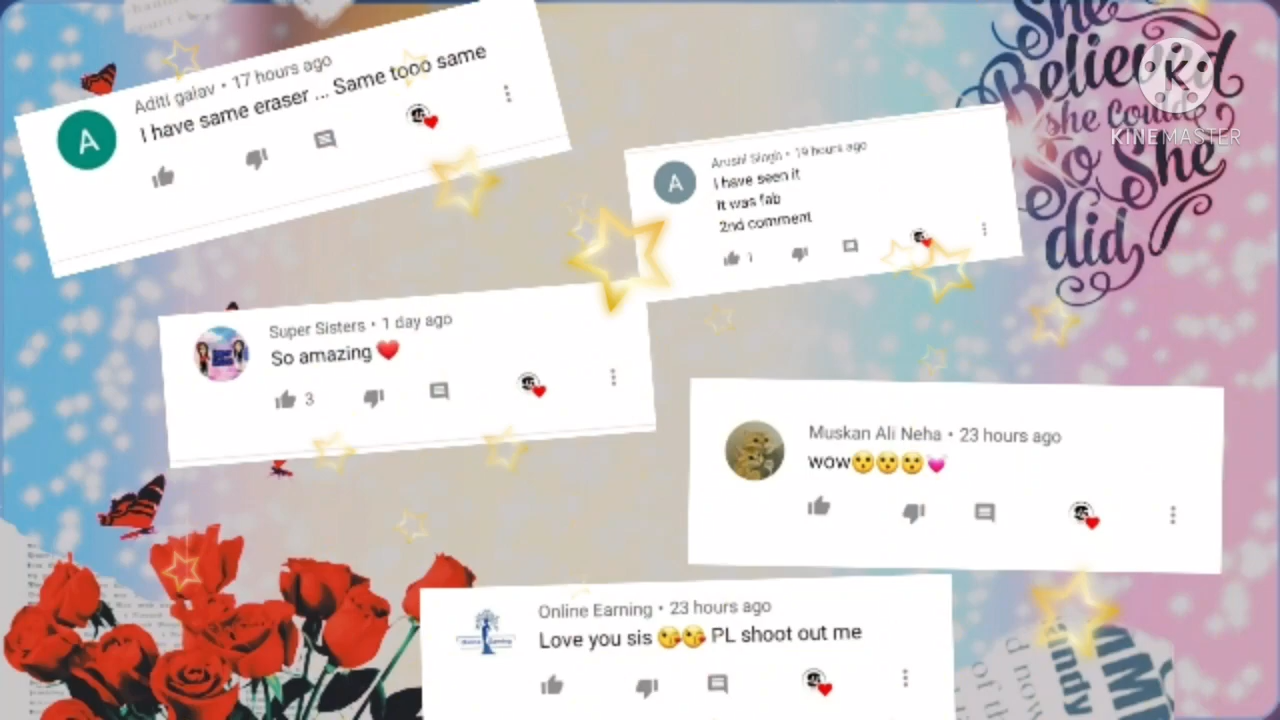 Aditi galav • 17 hours ago
I have same eraser ... Same tooo same
Arushi Singh • 19 hours ago
I have seen it
It was fab
2nd comment
1
Super Sisters • 1 day ago
So amazing ❤️
3
Muskan Ali Neha • 23 hours ago
wow😯😯😯💓
Online Earning • 23 hours ago
Love you sis 😘😘 PL shoot out me
She
Believed
she could
So She
did
KINEMASTER
A
A
K
of th